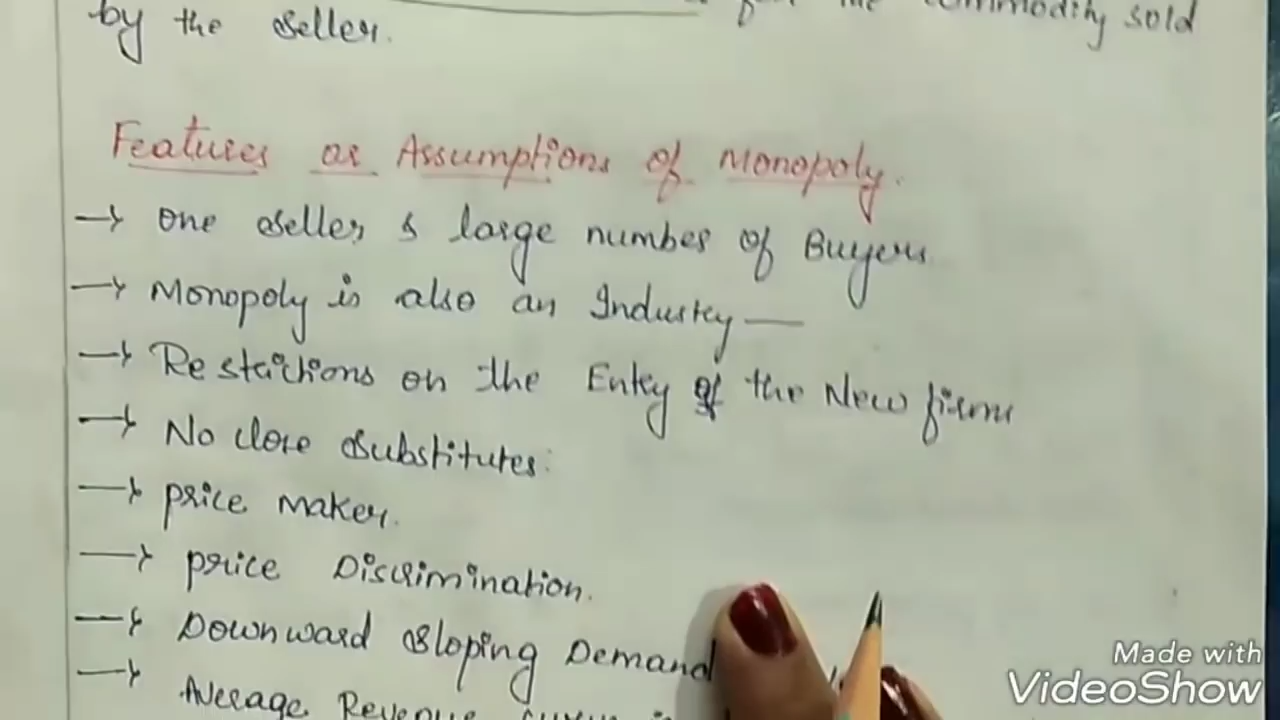 commodity sold
by the seller.
Features or Assumptions of Monopoly.
→ One seller & large number of Buyers
→ Monopoly is also an Industry —
→ Restrictions on the Entry of the New firms
→ No close substitutes.
→ price maker.
→ price Discrimination.
→ Downward sloping Demand
→ Average Revenue
Made with
VideoShow